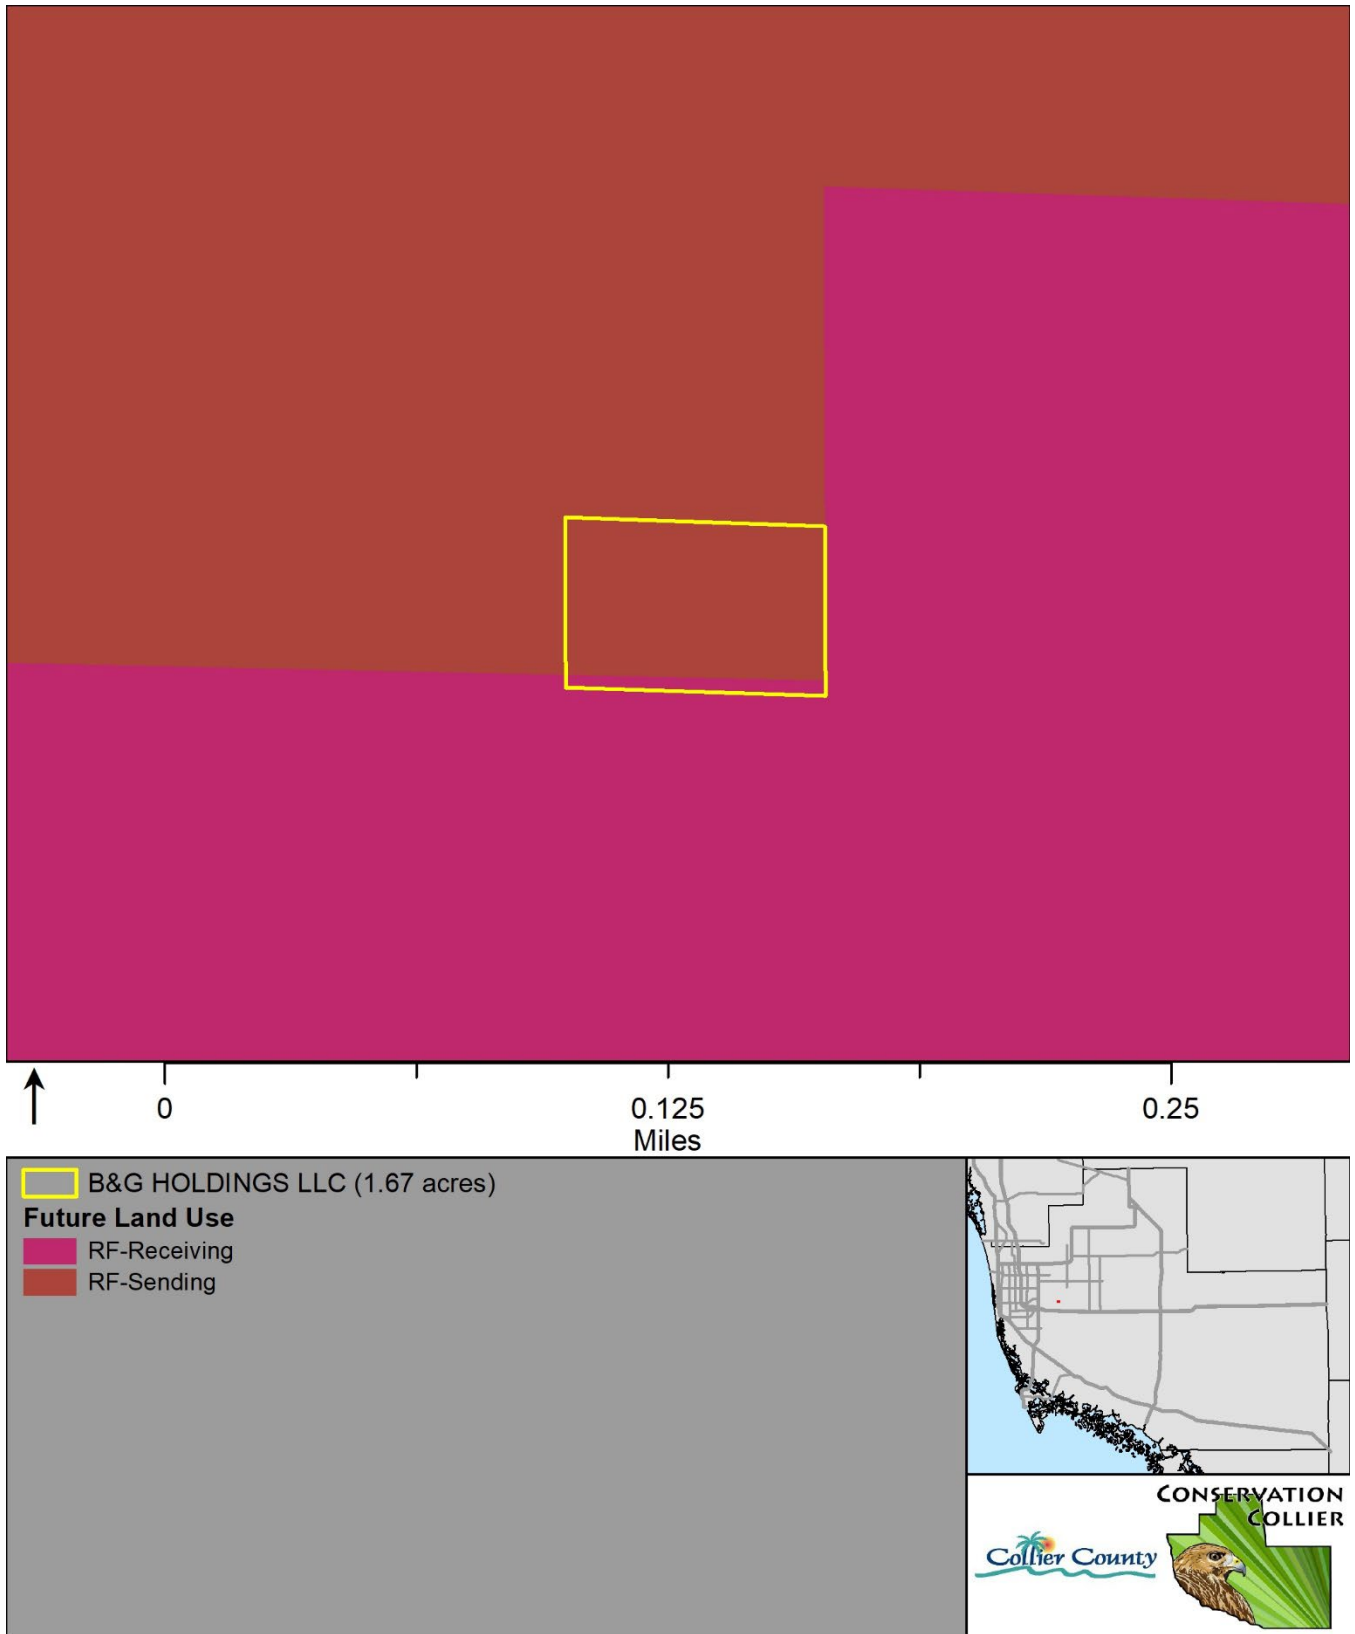 0
0.125
0.25
Miles
B&G HOLDINGS LLC (1.67 acres)
Future Land Use
RF-Receiving
RF-Sending
CONSERVATION
COLLIER
Collier County